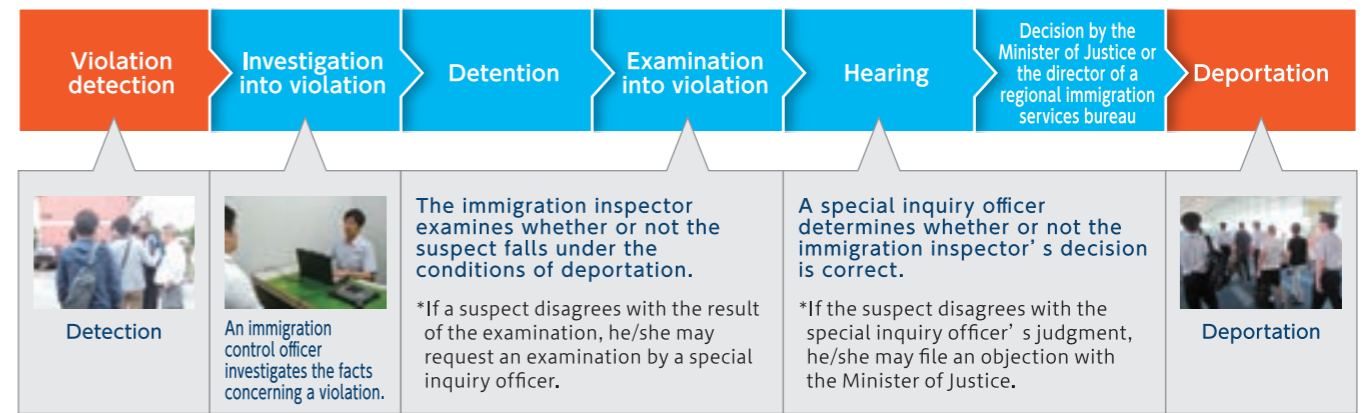 Violation
detection
Investigation
into violation
Detention
Examination
into violation
Hearing
Decision by the
Minister of Justice or
the director of a
regional immigration
services bureau
Deportation
Detection
An immigration
control officer
investigates the facts
concerning a violation.
The immigration inspector
examines whether or not the
suspect falls under the
conditions of deportation.
*If a suspect disagrees with the result
of the examination, he/she may
request an examination by a special
inquiry officer.
A special inquiry officer
determines whether or not the
immigration inspector’ s decision
is correct.
*If the suspect disagrees with the
special inquiry officer’ s judgment,
he/she may file an objection with
the Minister of Justice.
Deportation